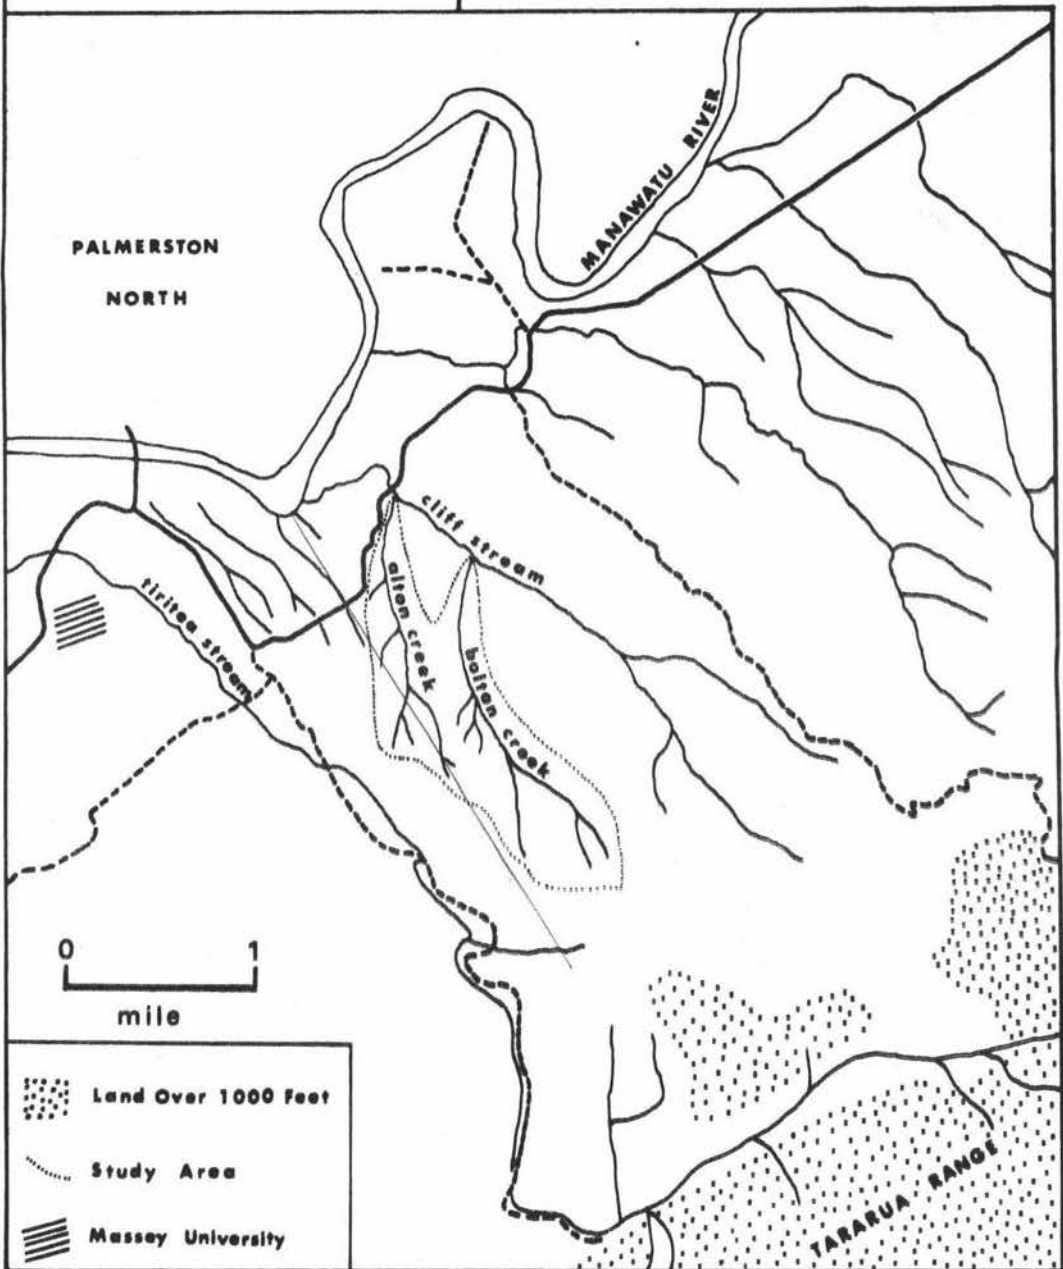 MANAWATU RIVER
PALMERSTON
NORTH
cliff stream
tiritea stream
alton creek
bolton creek
0 1
mile
Land Over 1000 Feet
Study Area
Massey University
TARARUA RANGE